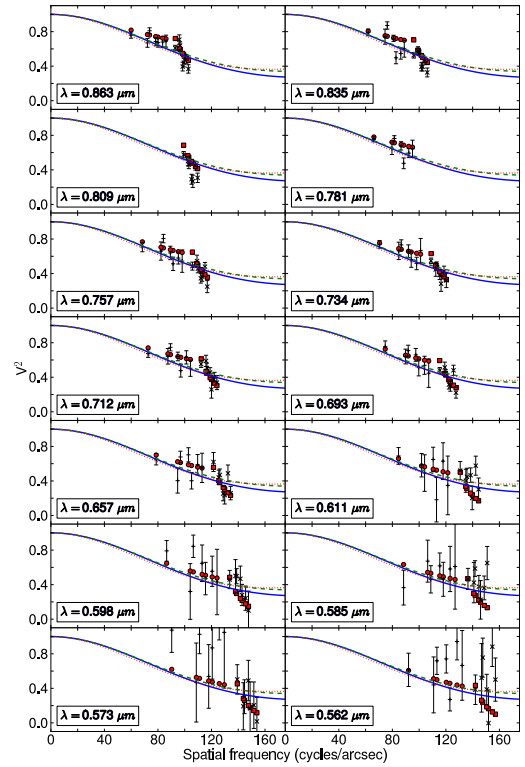 0.8
0.4
0.0
λ = 0.863 μm
λ = 0.835 μm
0.8
0.4
0.0
λ = 0.809 μm
λ = 0.781 μm
0.8
0.4
0.0
λ = 0.757 μm
λ = 0.734 μm
0.8
0.4
0.0
λ = 0.712 μm
λ = 0.693 μm
V²
0.8
0.4
0.0
λ = 0.657 μm
λ = 0.611 μm
0.8
0.4
0.0
λ = 0.598 μm
λ = 0.585 μm
0.8
0.4
0.0
λ = 0.573 μm
λ = 0.562 μm
0 40 80 120 160 0 40 80 120 160
Spatial frequency (cycles/arcsec)